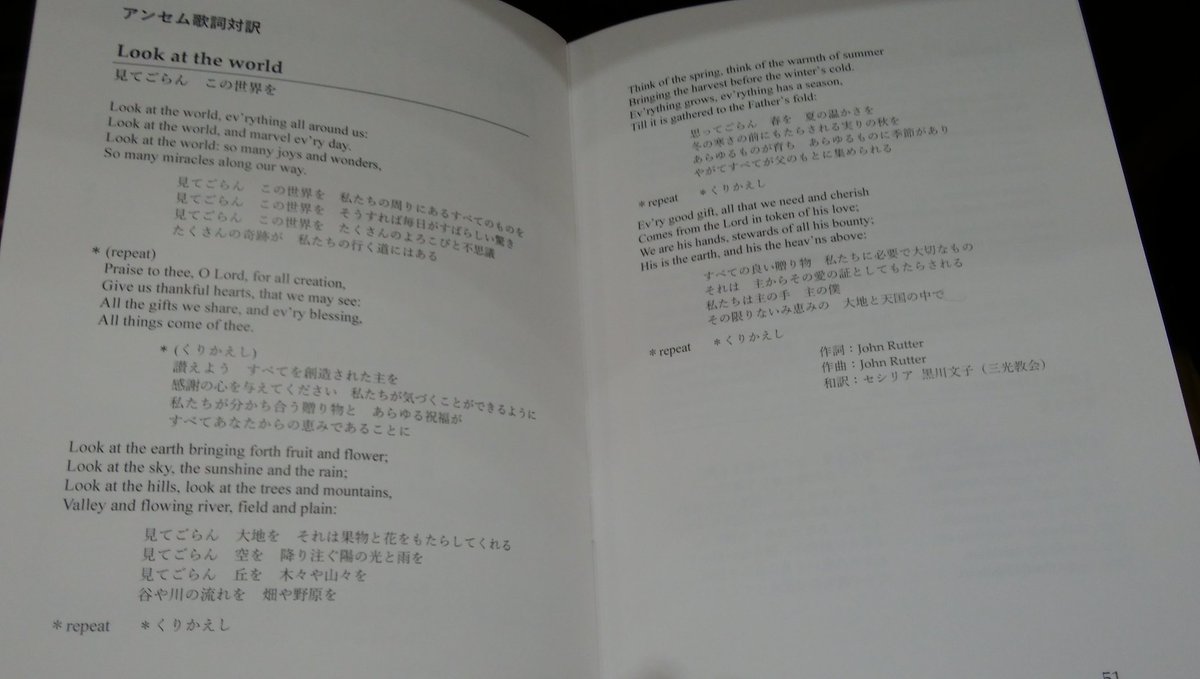 アンセム歌詞対訳
Look at the world
見てごらん　この世界を
Look at the world, ev'rything all around us:
Look at the world, and marvel ev'ry day.
Look at the world: so many joys and wonders,
So many miracles along our way.
見てごらん　この世界を　私たちの周りにあるすべてのものを
見てごらん　この世界を　そうすれば毎日がすばらしい驚き
見てごらん　この世界を　たくさんのよろこびと不思議
たくさんの奇跡が　私たちの行く道にはある
* (repeat)
Praise to thee, O Lord, for all creation,
Give us thankful hearts, that we may see:
All the gifts we share, and ev'ry blessing,
All things come of thee.
* (くりかえし)
讃えよう　すべてを創造された主を
感謝の心を与えてください　私たちが気づくことができるように
私たちが分かち合う贈り物と　あらゆる祝福が
すべてあなたからの恵みであることに
Look at the earth bringing forth fruit and flower;
Look at the sky, the sunshine and the rain;
Look at the hills, look at the trees and mountains,
Valley and flowing river, field and plain:
見てごらん　大地を　それは果物と花をもたらしてくれる
見てごらん　空を　降り注ぐ陽の光と雨を
見てごらん　丘を　木々や山々を
谷や川の流れを　畑や野原を
* repeat　* くりかえし
Think of the spring, think of the warmth of summer
Bringing the harvest before the winter's cold.
Ev'rything grows, ev'rything has a season,
Till it is gathered to the Father's fold:
思ってごらん　春を　夏の温かさを
冬の寒さの前にもたらされる実りの秋を
あらゆるものが育ち　あらゆるものに季節があり
やがてすべてが父のもとに集められる
* repeat　* くりかえし
Ev'ry good gift, all that we need and cherish
Comes from the Lord in token of his love;
We are his hands, stewards of all his bounty;
His is the earth, and his the heav'ns above:
すべての良い贈り物　私たちに必要で大切なもの
それは　主からその愛の証としてもたらされる
私たちは主の手　主の僕
その限りないみ恵みの　大地と天国の中で
* repeat　* くりかえし
作詞：John Rutter
作曲：John Rutter
和訳：セシリア 黒川文子（三光教会）
51